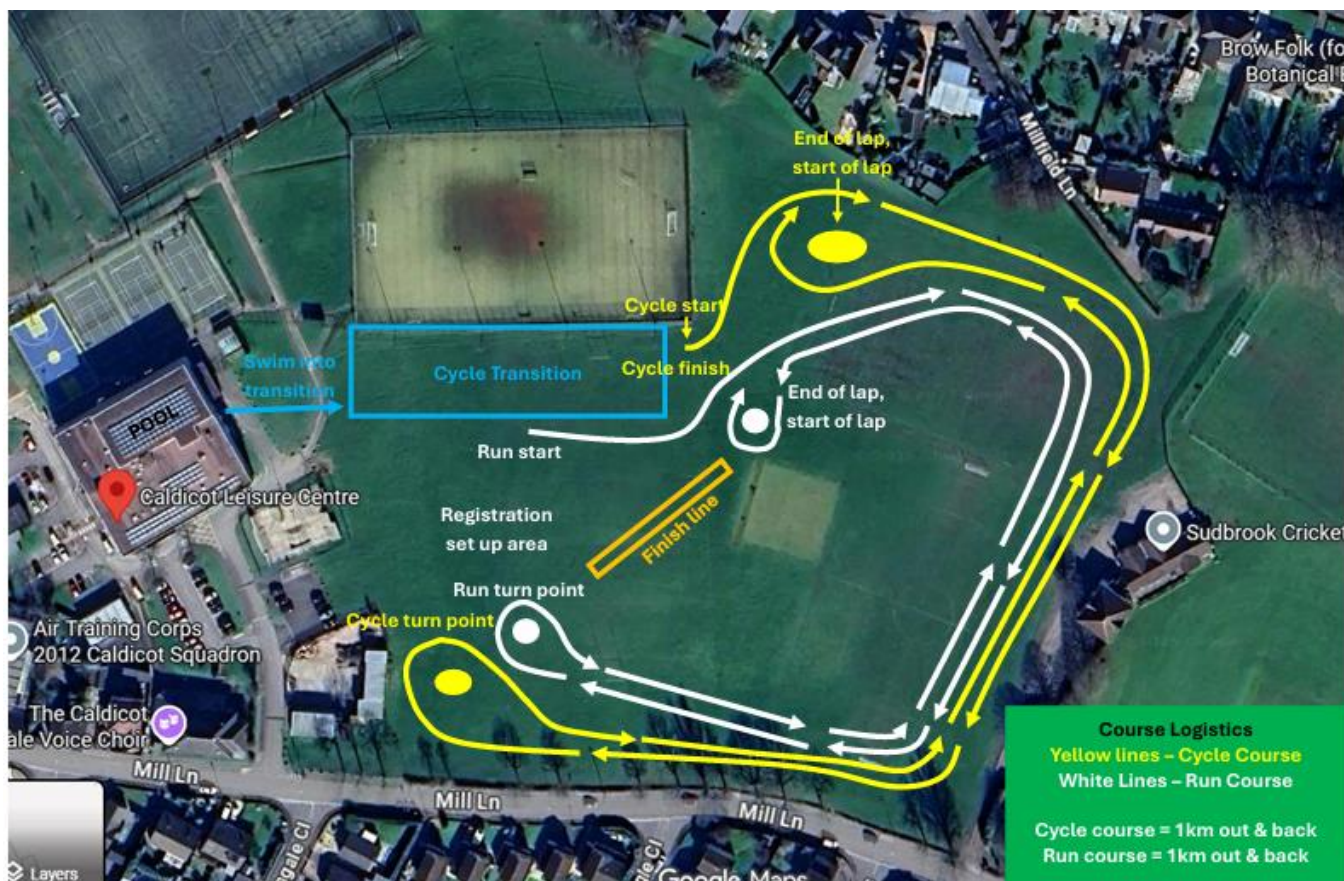 Brow Folk (fo
Botanical
Millfield Ln
End of lap,
start of lap
Cycle start
Cycle finish
Swim into
transition
Cycle Transition
POOL
End of lap,
start of lap
Run start
Caldicot Leisure Centre
Registration
set up area
Finish line
Sudbrook Cricket
Run turn point
Cycle turn point
Air Training Corps
2012 Caldicot Squadron
The Caldicot
ale Voice Choir
Mill Ln
Mill Ln
Mill Ln
ngale Cl
e Cl
Layers
Google Maps
Course Logistics
Yellow lines – Cycle Course
White Lines – Run Course
Cycle course = 1km out & back
Run course = 1km out & back